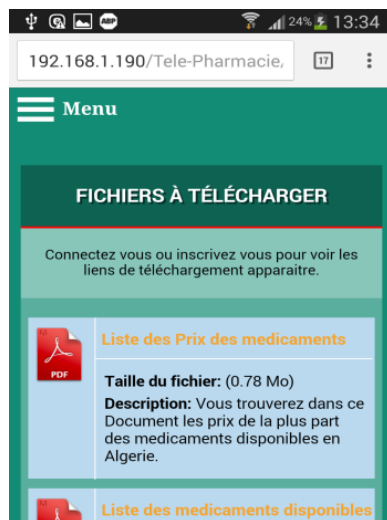 24% 13:34
192.168.1.190/Tele-Pharmacie,
17
Menu
FICHIERS À TÉLÉCHARGER
Connectez vous ou inscrivez vous pour voir les
liens de téléchargement apparaitre.
Liste des Prix des medicaments
PDF
Taille du fichier: (0.78 Mo)
Description: Vous trouverez dans ce
Document les prix de la plus part
des medicaments disponibles en
Algerie.
Liste des medicaments disponibles